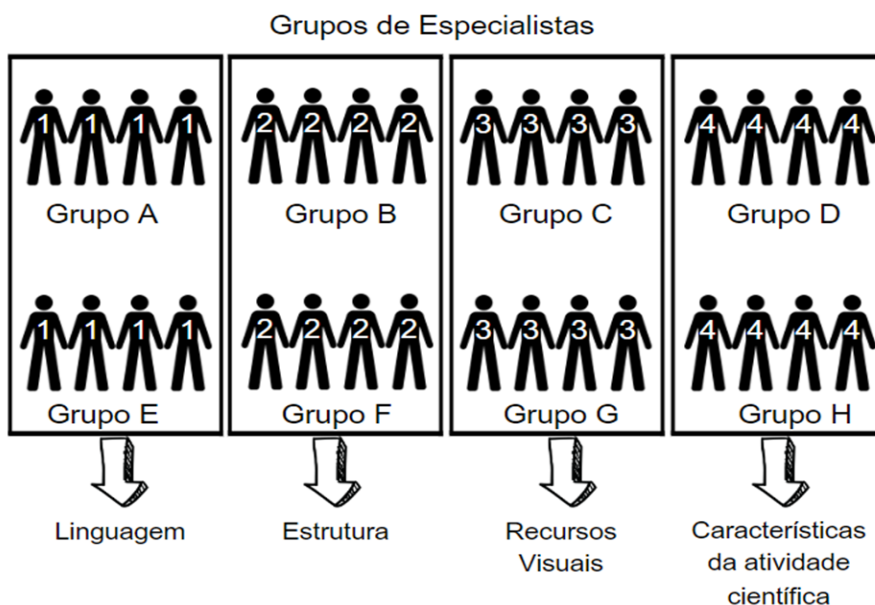 Grupos de Especialistas
1 1 1 1 2 2 2 2 3 3 3 3 4 4 4 4
Grupo A Grupo B Grupo C Grupo D
1 1 1 1 2 2 2 2 3 3 3 3 4 4 4 4
Grupo E Grupo F Grupo G Grupo H
Linguagem
Estrutura
Recursos
Visuais
Características
da atividade
científica